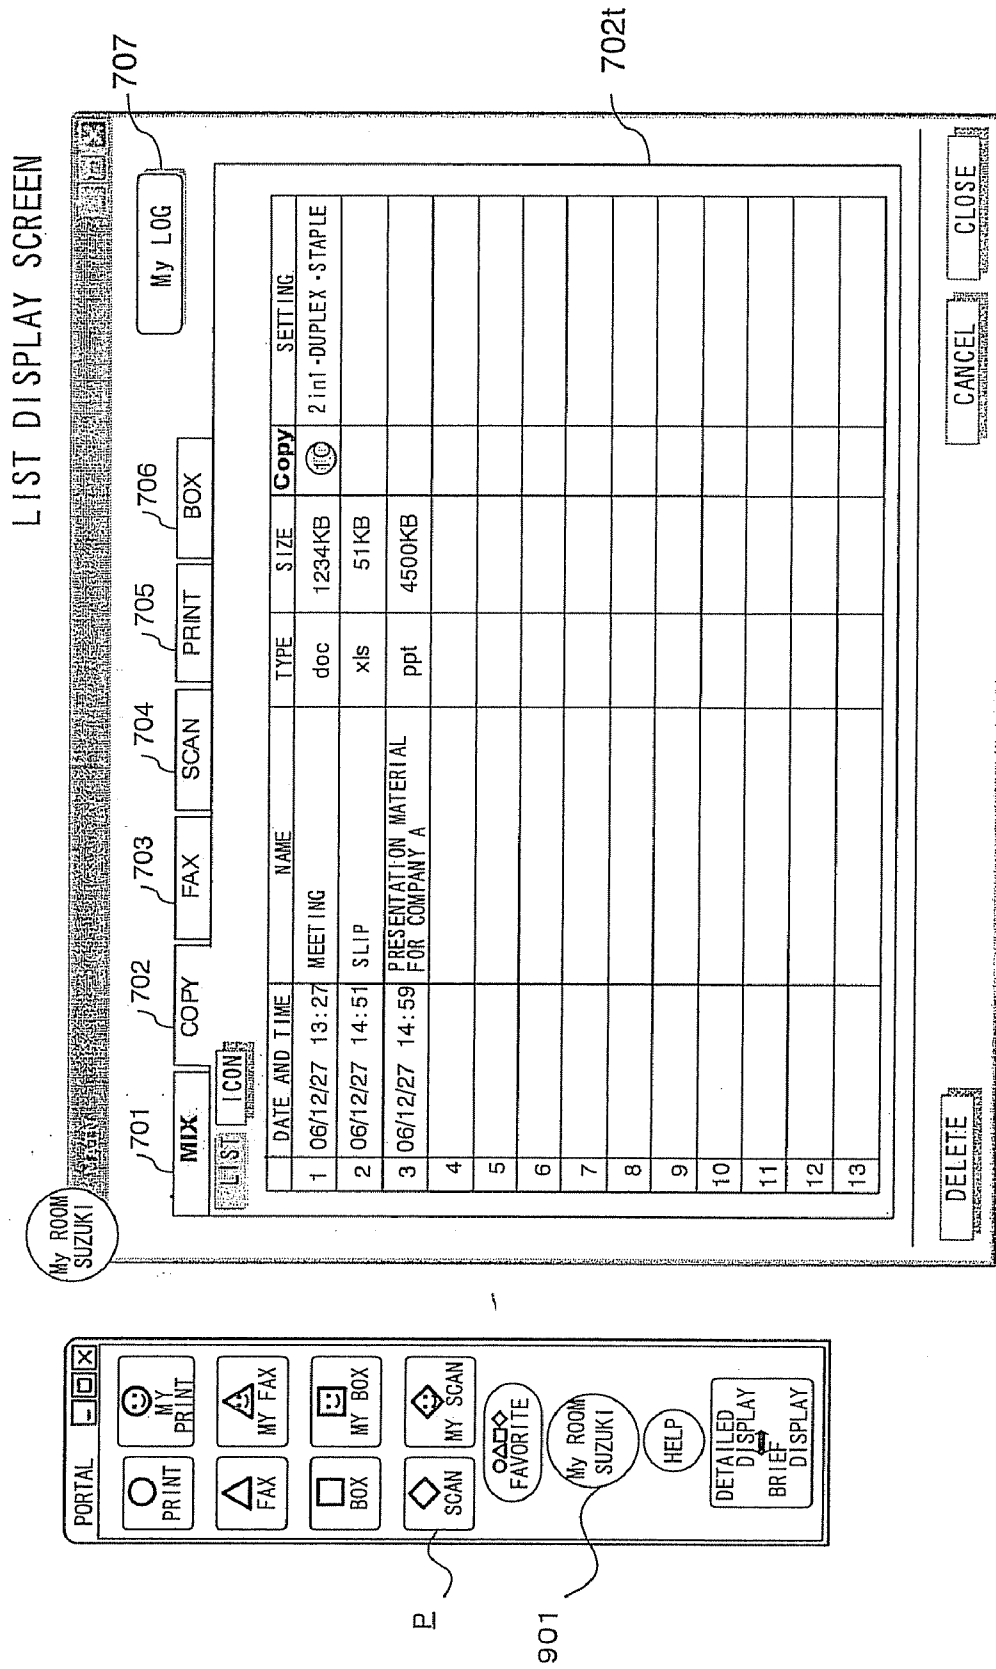 LIST DISPLAY SCREEN
PORTAL
PRINT
MY
PRINT
FAX
MY FAX
BOX
MY BOX
SCAN
MY SCAN
FAVORITE
My ROOM
SUZUKI
HELP
DETAILED
DISPLAY
BRIEF
DISPLAY
P
901
My ROOM
SUZUKI
701
702
703
704
705
706
707
MIX
COPY
FAX
SCAN
PRINT
BOX
My LOG
LIST
ICON
702t
DATE AND TIME NAME TYPE SIZE Copy SETTING
1 06/12/27 13:27 MEETING doc 1234KB 2in1・DUPLEX・STAPLE
2 06/12/27 14:51 SLIP xls 51KB
3 06/12/27 14:59 PRESENTATION MATERIAL
FOR COMPANY A ppt 4500KB
4
5
6
7
8
9
10
11
12
13
DELETE
CANCEL
CLOSE